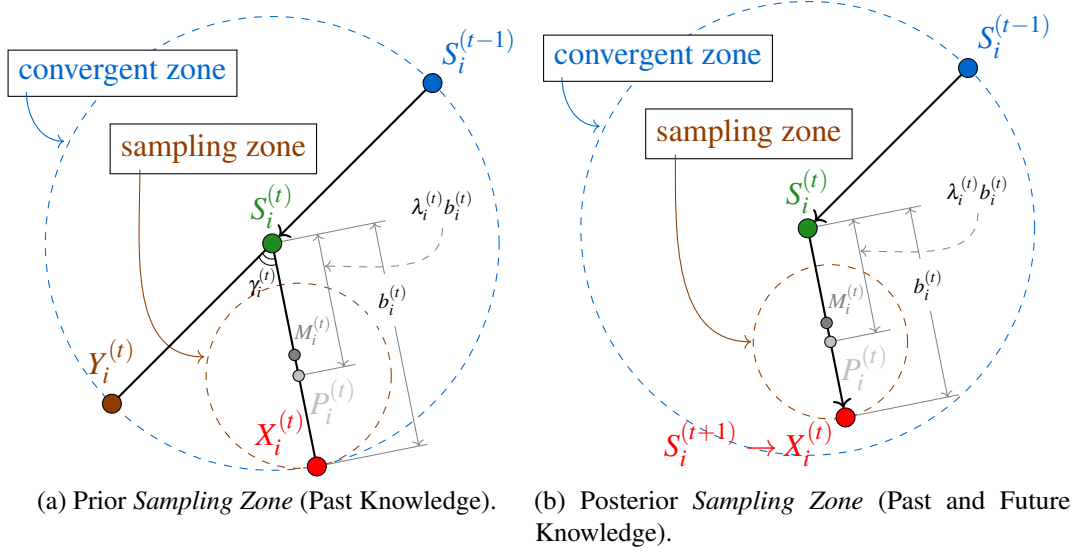 S_i^{(t−1)}
convergent zone
sampling zone
S_i^{(t)}
λ_i^{(t)} b_i^{(t)}
γ_i^{(t)}
b_i^{(t)}
M_i^{(t)}
Y_i^{(t)}
P_i^{(t)}
X_i^{(t)}
(a) Prior Sampling Zone (Past Knowledge).
S_i^{(t−1)}
convergent zone
sampling zone
S_i^{(t)}
λ_i^{(t)} b_i^{(t)}
b_i^{(t)}
M_i^{(t)}
P_i^{(t)}
S_i^{(t+1)} → X_i^{(t)}
(b) Posterior Sampling Zone (Past and Future
Knowledge).